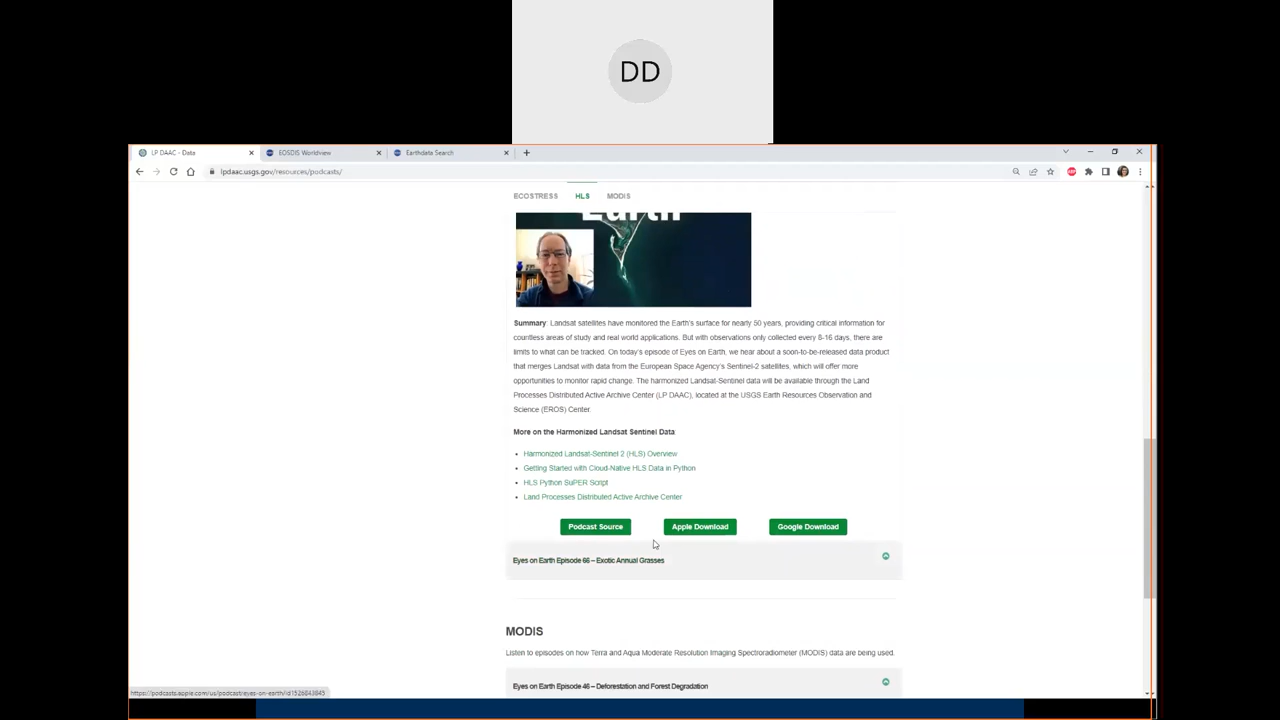 DD
LP DAAC - Data
EOSDIS Worldview
Earthdata Search
lpdaac.usgs.gov/resources/podcasts/
ECOSTRESS HLS MODIS
Earth
Summary: Landsat satellites have monitored the Earth's surface for nearly 50 years, providing critical information for
countless areas of study and real world applications. But with observations only collected every 8-16 days, there are
limits to what can be tracked. On today's episode of Eyes on Earth, we hear about a soon-to-be-released data product
that merges Landsat with data from the European Space Agency's Sentinel-2 satellites, which will offer more
opportunities to monitor rapid change. The harmonized Landsat-Sentinel data will be available through the Land
Processes Distributed Active Archive Center (LP DAAC), located at the USGS Earth Resources Observation and
Science (EROS) Center.
More on the Harmonized Landsat Sentinel Data:
• Harmonized Landsat-Sentinel 2 (HLS) Overview
• Getting Started with Cloud-Native HLS Data in Python
• HLS Python SuPER Script
• Land Processes Distributed Active Archive Center
Podcast Source Apple Download Google Download
Eyes on Earth Episode 66 – Exotic Annual Grasses
MODIS
Listen to episodes on how Terra and Aqua Moderate Resolution Imaging Spectroradiometer (MODIS) data are being used.
Eyes on Earth Episode 46 – Deforestation and Forest Degradation
https://podcasts.apple.com/us/podcast/eyes-on-earth/id1526843845